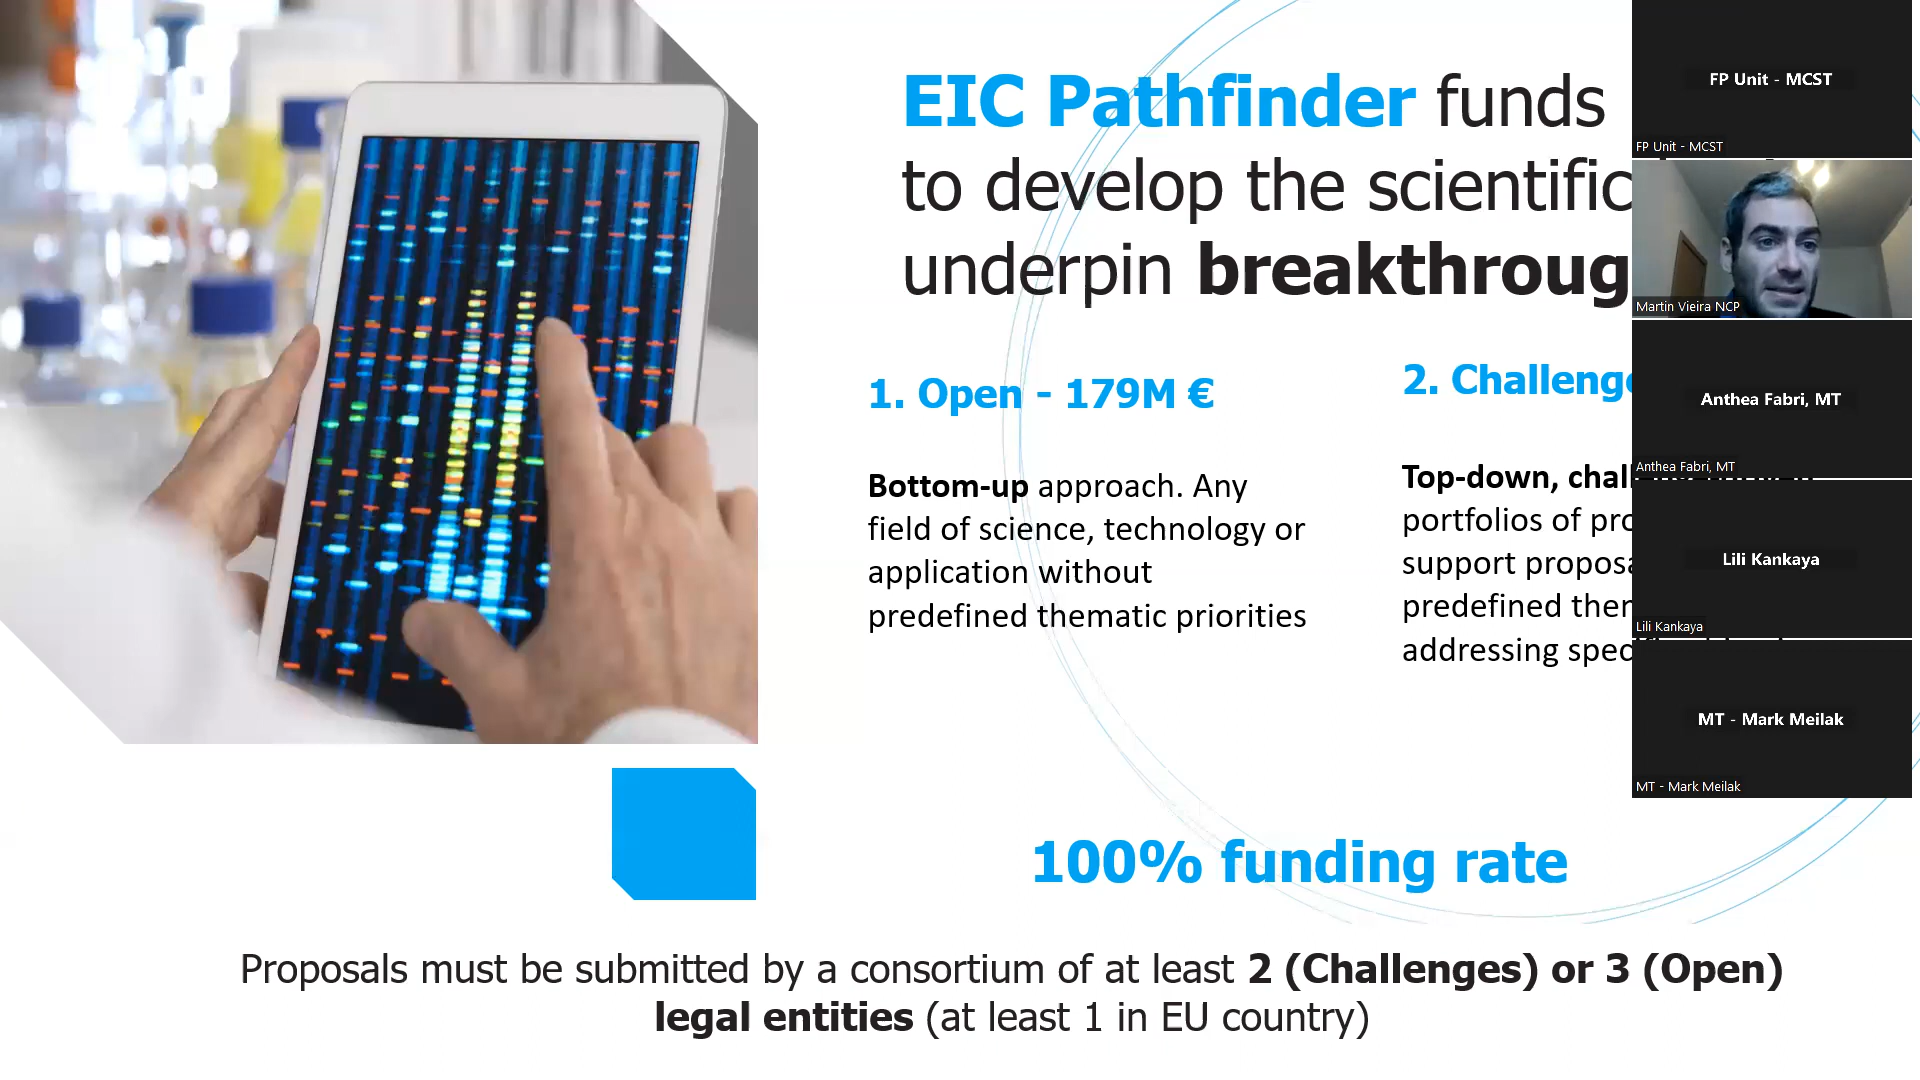 EIC Pathfinder funds
to develop the scientific
underpin breakthroug
1. Open - 179M €
Bottom-up approach. Any
field of science, technology or
application without
predefined thematic priorities
2. Challenge
Top-down, chall
portfolios of pro
support proposa
predefined ther
addressing spec
100% funding rate
Proposals must be submitted by a consortium of at least 2 (Challenges) or 3 (Open)
legal entities (at least 1 in EU country)
FP Unit - MCST
FP Unit - MCST
Martin Vieira NCP
Anthea Fabri, MT
Anthea Fabri, MT
Lili Kankaya
Lili Kankaya
MT - Mark Meilak
MT - Mark Meilak